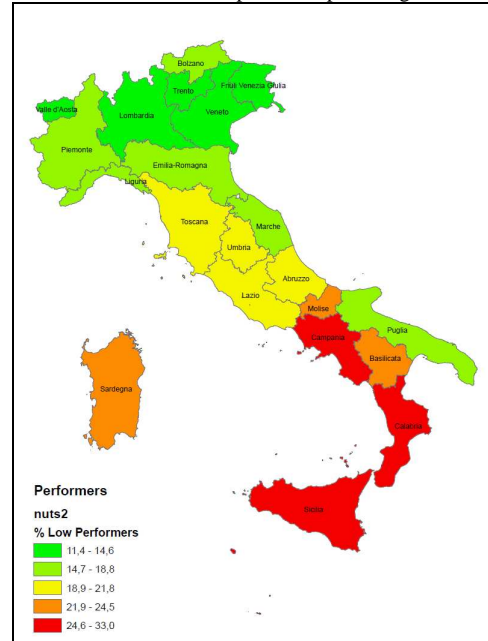 Bolzano
Trento
Friuli Venezia Giulia
Valle d'Aosta
Lombardia
Veneto
Piemonte
Emilia-Romagna
Liguria
Toscana
Marche
Umbria
Abruzzo
Lazio
Molise
Puglia
Campania
Basilicata
Sardegna
Calabria
Sicilia
Performers
nuts2
% Low Performers
11,4 - 14,6
14,7 - 18,8
18,9 - 21,8
21,9 - 24,5
24,6 - 33,0